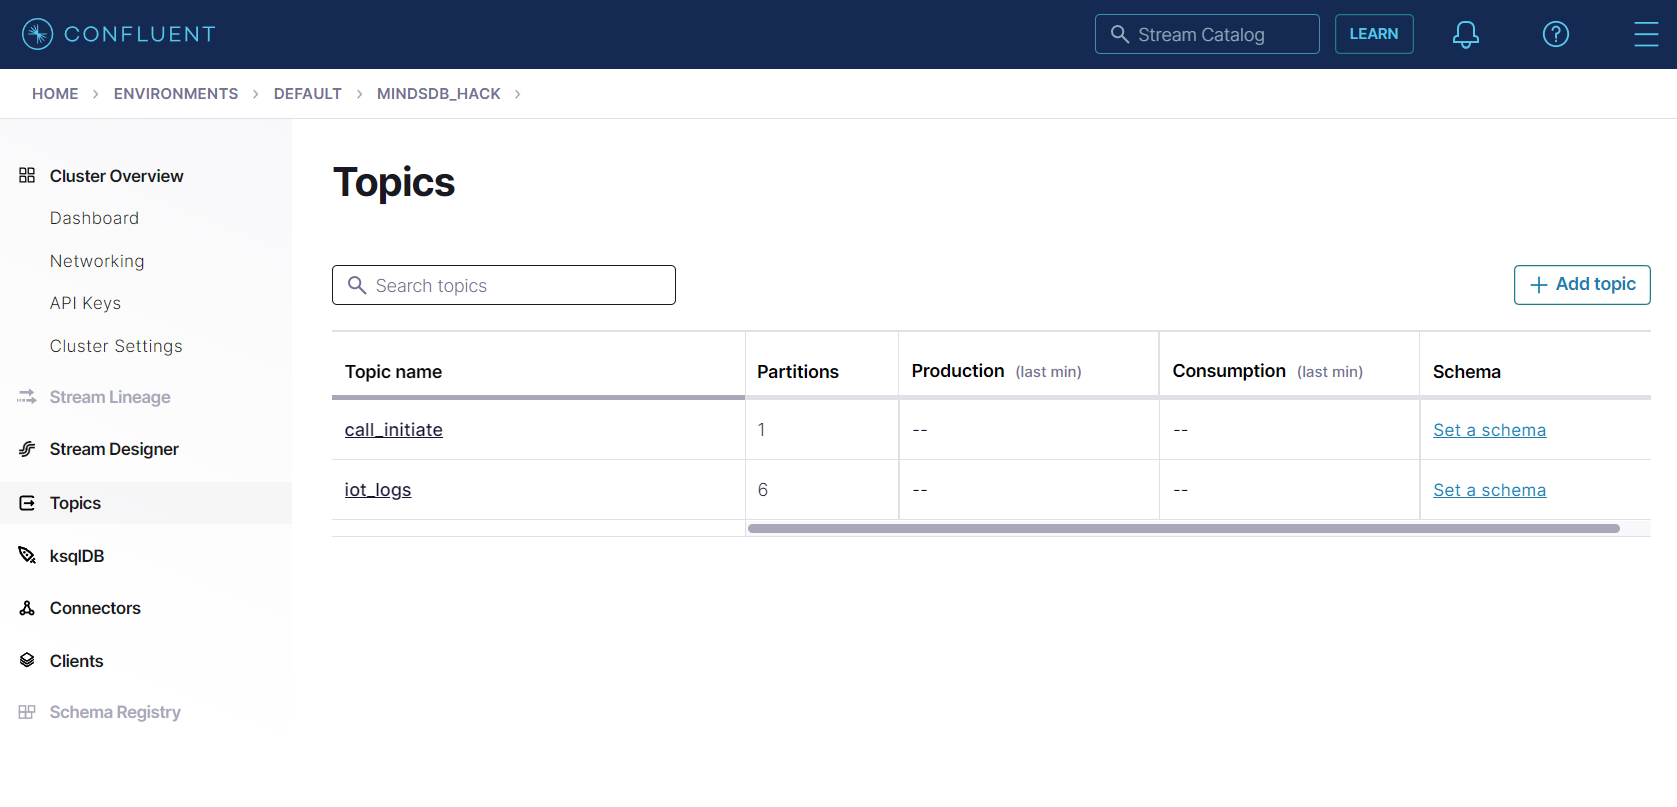 CONFLUENT
Stream Catalog
LEARN
HOME > ENVIRONMENTS > DEFAULT > MINDSDB_HACK >
Cluster Overview
Dashboard
Networking
API Keys
Cluster Settings
Stream Lineage
Stream Designer
Topics
ksqlDB
Connectors
Clients
Schema Registry
Topics
Search topics
+ Add topic
Topic name Partitions Production (last min) Consumption (last min) Schema
call_initiate 1 -- -- Set a schema
iot_logs 6 -- -- Set a schema